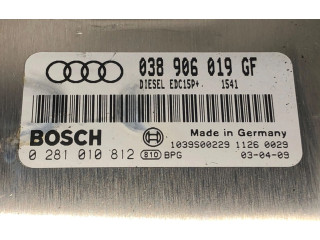 038 906 019 GF
DIESEL EDC15P+ 1541
BOSCH
Made in Germany
1039S00229 1126 0029
0 281 010 812 810 BPG 03-04-09